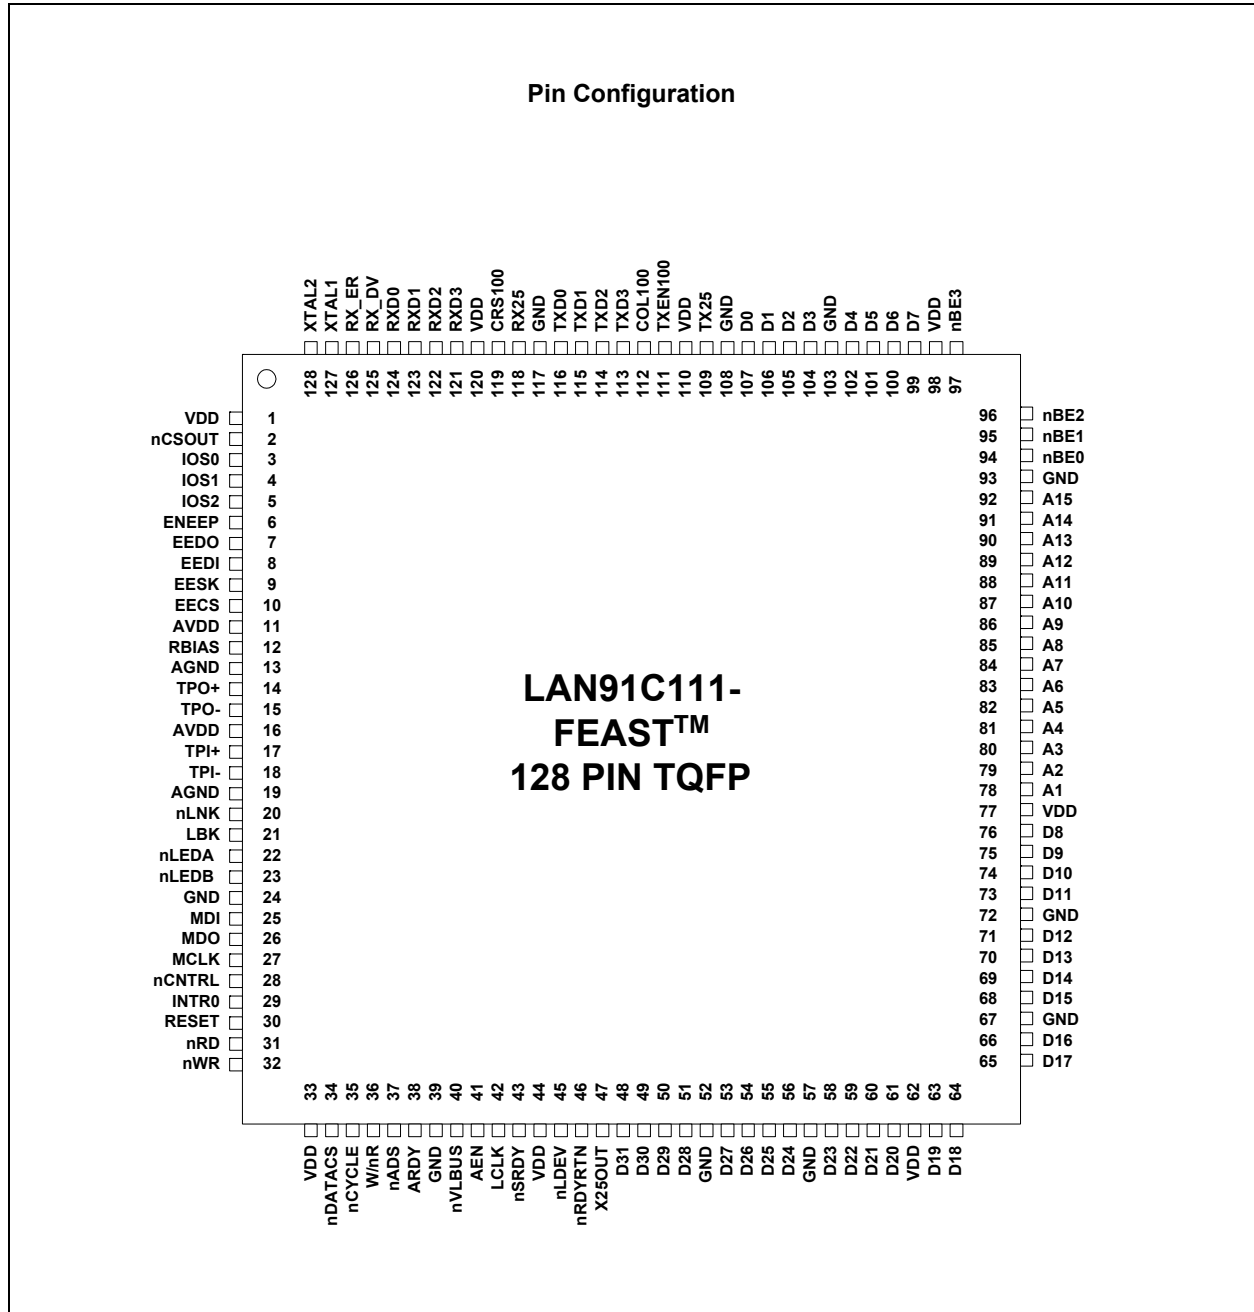 Pin Configuration
XTAL2
XTAL1
RX_ER
RX_DV
RXD0
RXD1
RXD2
RXD3
VDD
CRS100
RX25
GND
TXD0
TXD1
TXD2
TXD3
COL100
TXEN100
VDD
TX25
GND
D0
D1
D2
D3
GND
D4
D5
D6
D7
VDD
nBE3
128
127
126
125
124
123
122
121
120
119
118
117
116
115
114
113
112
111
110
109
108
107
106
105
104
103
102
101
100
99
98
97
VDD 1
nCSOUT 2
IOS0 3
IOS1 4
IOS2 5
ENEEP 6
EEDO 7
EEDI 8
EESK 9
EECS 10
AVDD 11
RBIAS 12
AGND 13
TPO+ 14
TPO- 15
AVDD 16
TPI+ 17
TPI- 18
AGND 19
nLNK 20
LBK 21
nLEDA 22
nLEDB 23
GND 24
MDI 25
MDO 26
MCLK 27
nCNTRL 28
INTR0 29
RESET 30
nRD 31
nWR 32
LAN91C111-
FEAST™
128 PIN TQFP
96 nBE2
95 nBE1
94 nBE0
93 GND
92 A15
91 A14
90 A13
89 A12
88 A11
87 A10
86 A9
85 A8
84 A7
83 A6
82 A5
81 A4
80 A3
79 A2
78 A1
77 VDD
76 D8
75 D9
74 D10
73 D11
72 GND
71 D12
70 D13
69 D14
68 D15
67 GND
66 D16
65 D17
33
34
35
36
37
38
39
40
41
42
43
44
45
46
47
48
49
50
51
52
53
54
55
56
57
58
59
60
61
62
63
64
VDD
nDATACS
nCYCLE
W/nR
nADS
ARDY
GND
nVLBUS
AEN
LCLK
nSRDY
VDD
nLDEV
nRDYRTN
X25OUT
D31
D30
D29
D28
GND
D27
D26
D25
D24
GND
D23
D22
D21
D20
VDD
D19
D18